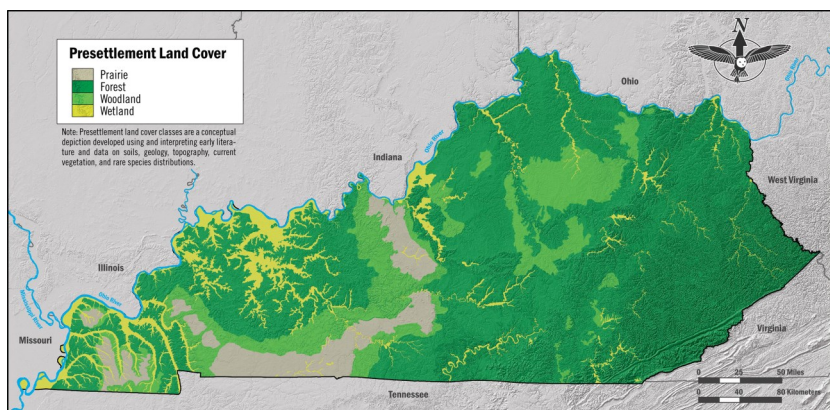 Presettlement Land Cover
Prairie
Forest
Woodland
Wetland
Note: Presettlement land cover classes are a conceptual
depiction developed using and interpreting early litera-
ture and data on soils, geology, topography, current
vegetation, and rare species distributions.
N
Ohio
Ohio River
Indiana
Ohio River
West Virginia
Illinois
Ohio River
Mississippi River
Missouri
Virginia
Tennessee
0 25 50 Miles
0 40 80 Kilometers